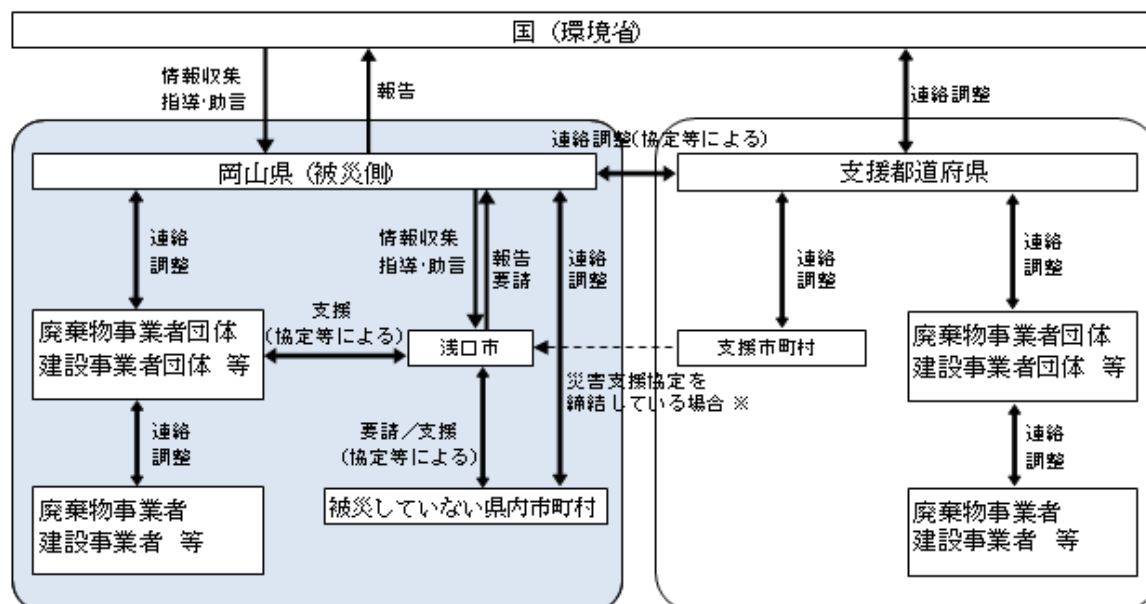 国（環境省）
情報収集
指導・助言
報告
連絡調整
連絡調整(協定等による)
岡山県（被災側）
支援都道府県
連絡
調整
情報収集
指導・助言
報告
要請
連絡
調整
連絡
調整
連絡
調整
廃棄物事業者団体
建設事業者団体 等
支援
(協定等による)
浅口市
支援市町村
廃棄物事業者団体
建設事業者団体 等
災害支援協定を
締結している場合 ※
連絡
調整
要請／支援
(協定等による)
連絡
調整
廃棄物事業者
建設事業者 等
被災していない県内市町村
廃棄物事業者
建設事業者 等